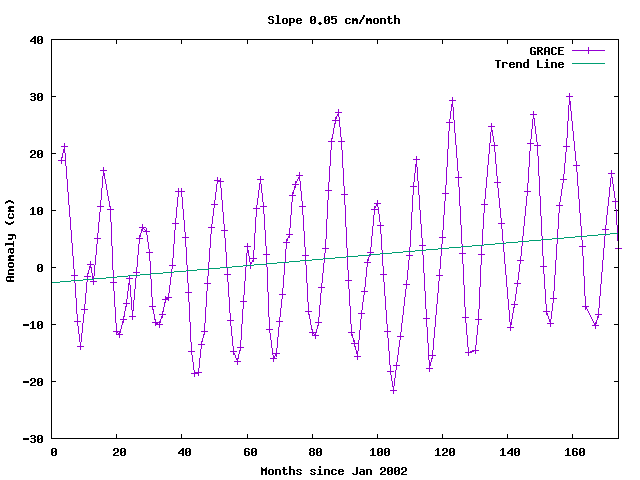 Slope 0.05 cm/month
40
GRACE
Trend Line
30
20
10
0
-10
-20
-30
Anomaly (cm)
0 20 40 60 80 100 120 140 160
Months since Jan 2002